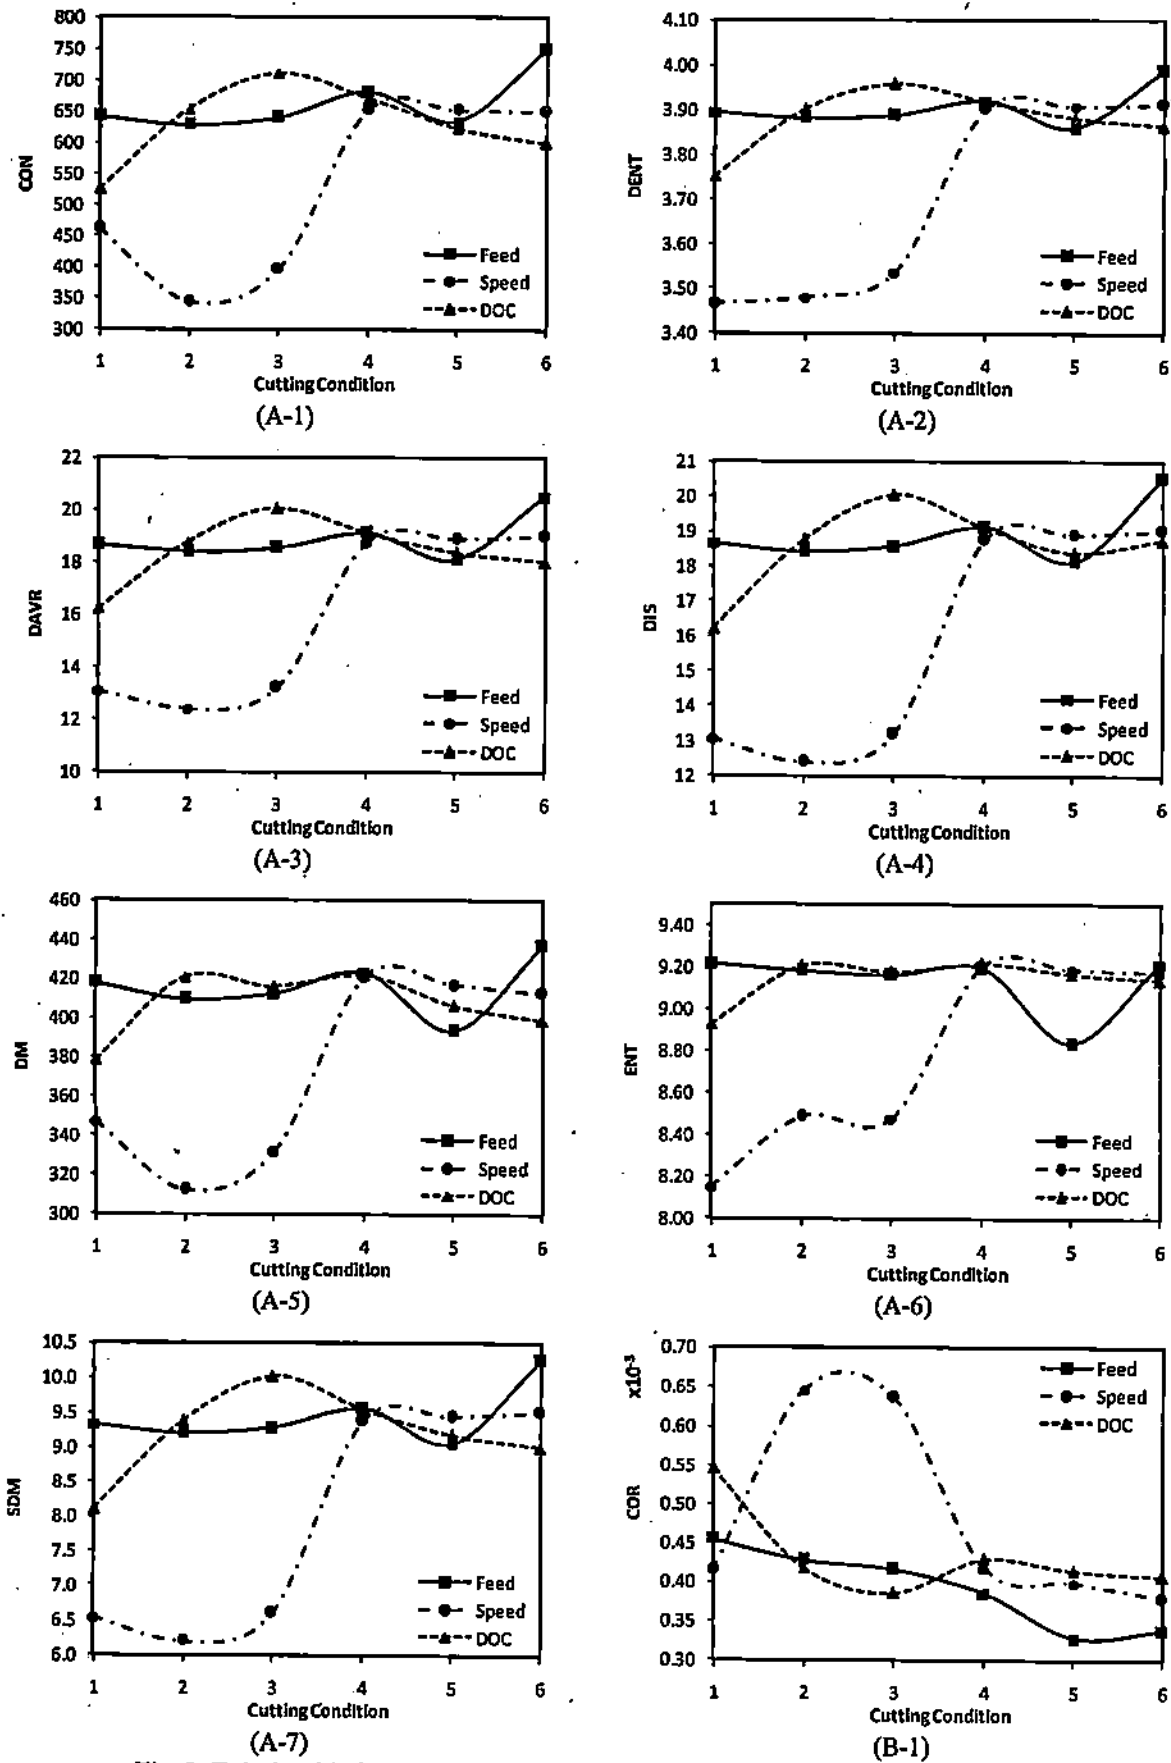 800
750
700
650
600
550
500
450
400
350
300
CON
Feed
Speed
DOC
1 2 3 4 5 6
Cutting Condition
(A-1)
4.10
4.00
3.90
3.80
3.70
3.60
3.50
3.40
DENT
Feed
Speed
DOC
1 2 3 4 5 6
Cutting Condition
(A-2)
22
20
18
16
14
12
10
DAVR
Feed
Speed
DOC
1 2 3 4 5 6
Cutting Condition
(A-3)
21
20
19
18
17
16
15
14
13
12
DIS
Feed
Speed
DOC
1 2 3 4 5 6
Cutting Condition
(A-4)
460
440
420
400
380
360
340
320
300
DM
Feed
Speed
DOC
1 2 3 4 5 6
Cutting Condition
(A-5)
9.40
9.20
9.00
8.80
8.60
8.40
8.20
8.00
ENT
Feed
Speed
DOC
1 2 3 4 5 6
Cutting Condition
(A-6)
10.5
10.0
9.5
9.0
8.5
8.0
7.5
7.0
6.5
6.0
SDM
Feed
Speed
DOC
1 2 3 4 5 6
Cutting Condition
(A-7)
x10⁻³
0.70
0.65
0.60
0.55
0.50
0.45
0.40
0.35
0.30
COR
Feed
Speed
DOC
1 2 3 4 5 6
Cutting Condition
(B-1)